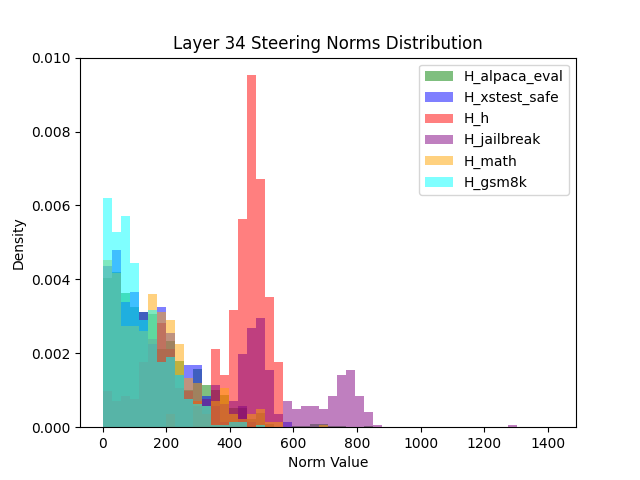 Layer 34 Steering Norms Distribution
0.010
0.008
0.006
0.004
0.002
0.000
Density
H_alpaca_eval
H_xstest_safe
H_h
H_jailbreak
H_math
H_gsm8k
0 200 400 600 800 1000 1200 1400
Norm Value